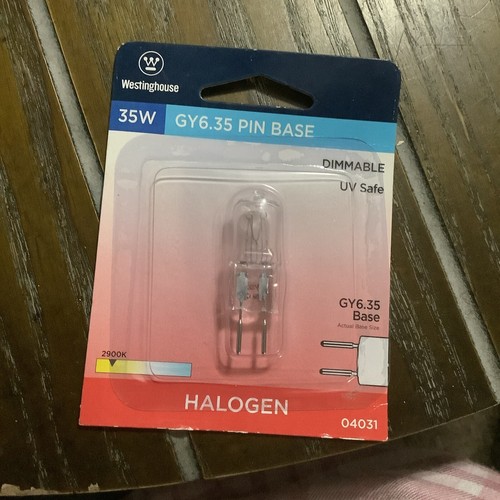 Westinghouse
35W GY6.35 PIN BASE
DIMMABLE
UV Safe
GY6.35
Base
Actual Base Size
2900K
HALOGEN
04031